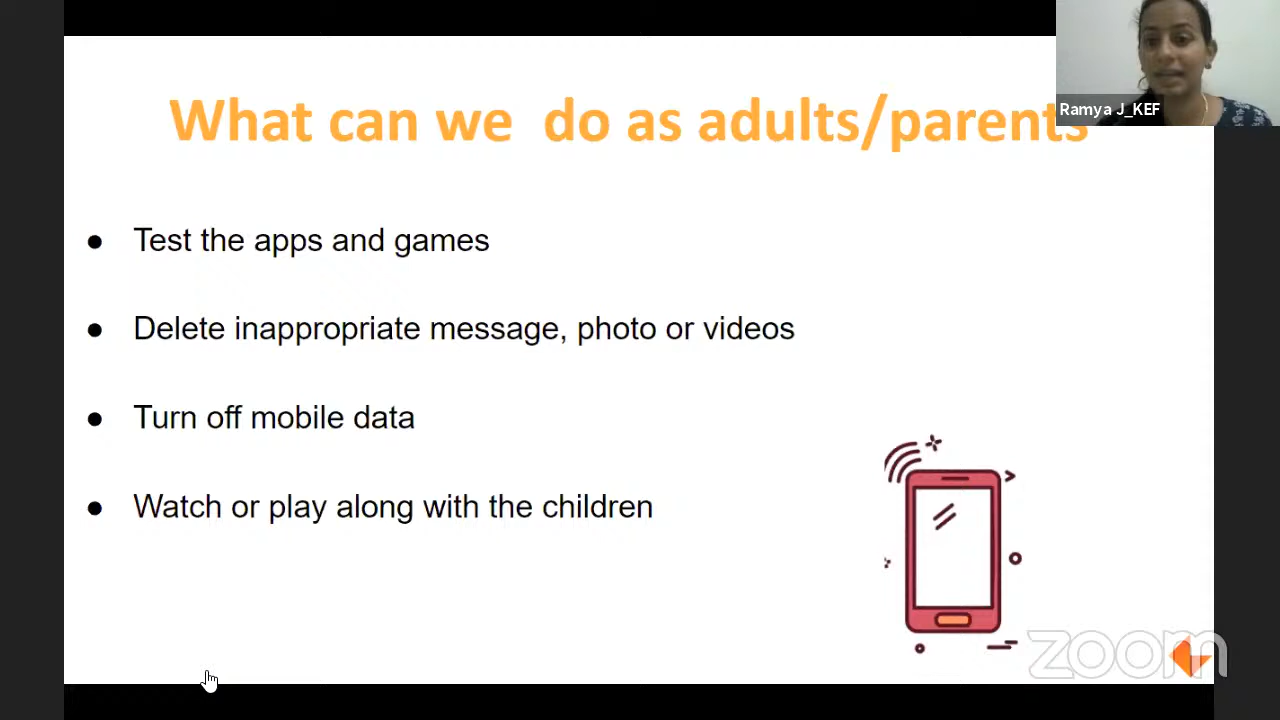 What can we  do as adults/parents
Ramya J_KEF
● Test the apps and games
● Delete inappropriate message, photo or videos
● Turn off mobile data
● Watch or play along with the children
zoom